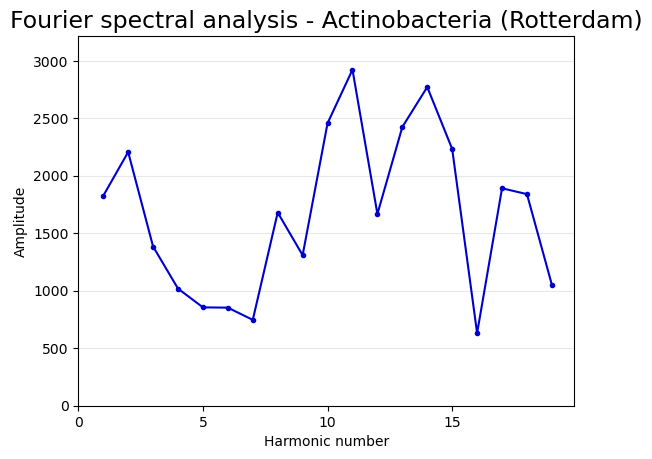 Fourier spectral analysis - Actinobacteria (Rotterdam)
3000
2500
2000
1500
1000
500
0
Amplitude
0 5 10 15
Harmonic number